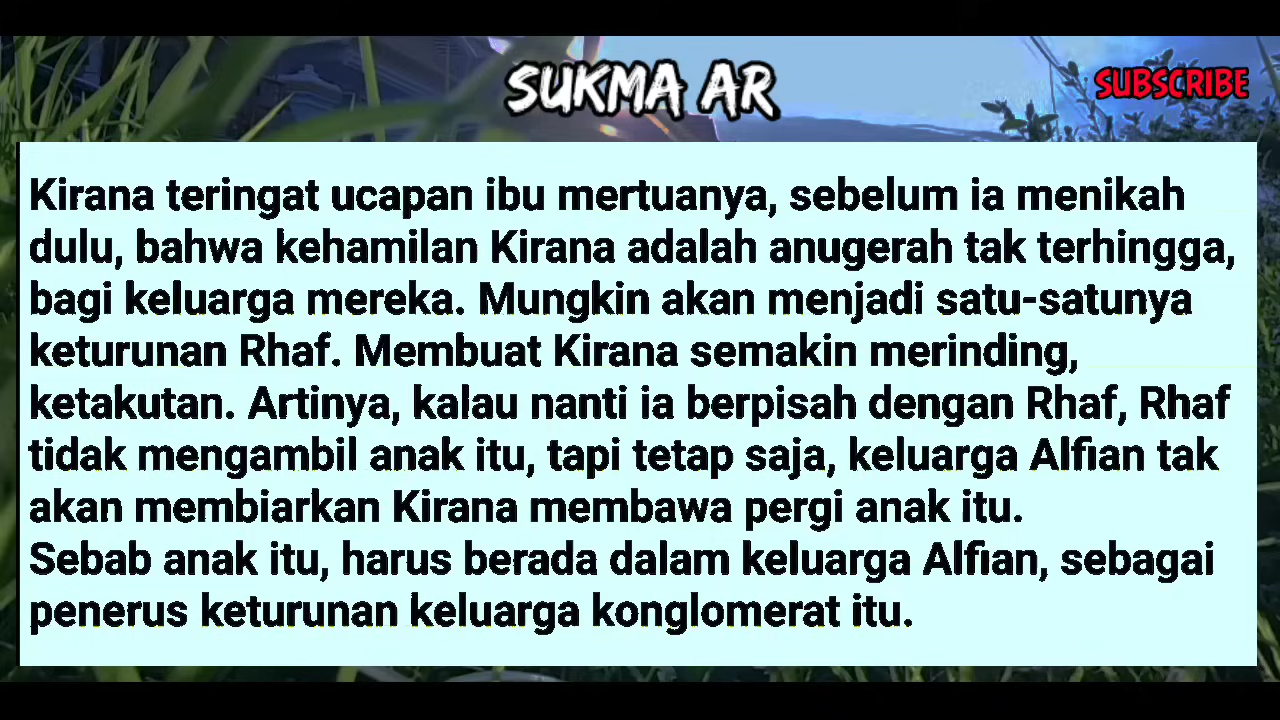 SUKMA AR
SUBSCRIBE
Kirana teringat ucapan ibu mertuanya, sebelum ia menikah
dulu, bahwa kehamilan Kirana adalah anugerah tak terhingga,
bagi keluarga mereka. Mungkin akan menjadi satu-satunya
keturunan Rhaf. Membuat Kirana semakin merinding,
ketakutan. Artinya, kalau nanti ia berpisah dengan Rhaf, Rhaf
tidak mengambil anak itu, tapi tetap saja, keluarga Alfian tak
akan membiarkan Kirana membawa pergi anak itu.
Sebab anak itu, harus berada dalam keluarga Alfian, sebagai
penerus keturunan keluarga konglomerat itu.